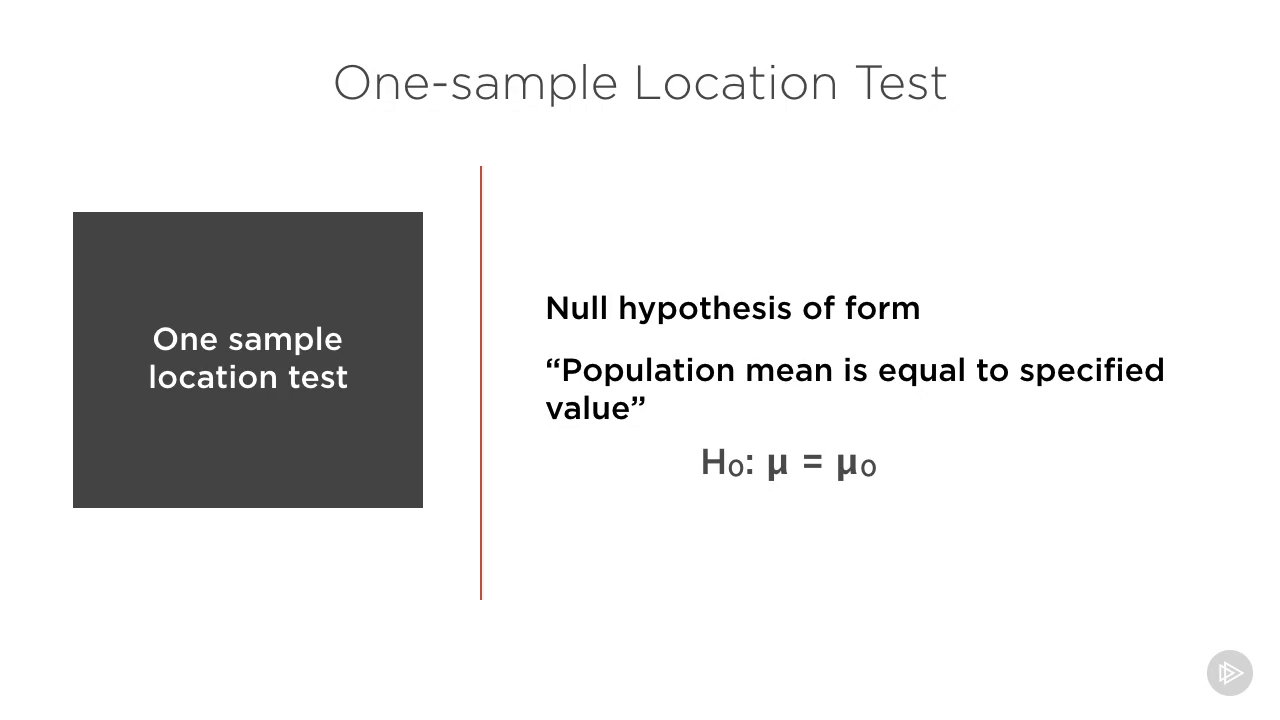 One-sample Location Test
One sample
location test
Null hypothesis of form
“Population mean is equal to specified
value”
H₀: μ = μ₀